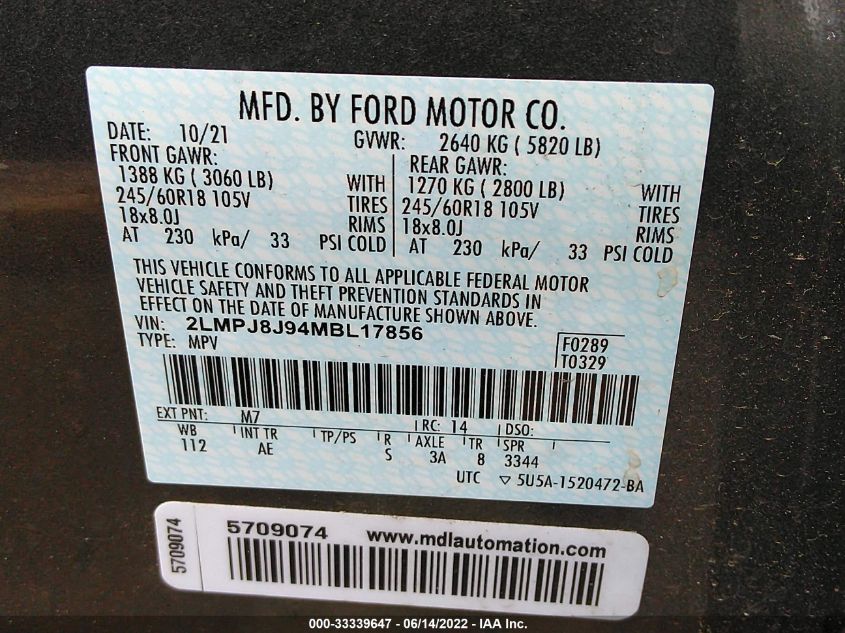 MFD. BY FORD MOTOR CO.
DATE: 10/21 GVWR: 2640 KG ( 5820 LB)
FRONT GAWR: REAR GAWR:
1388 KG ( 3060 LB) WITH 1270 KG ( 2800 LB) WITH
245/60R18 105V TIRES 245/60R18 105V TIRES
18x8.0J RIMS 18x8.0J RIMS
AT 230 kPa/ 33 PSI COLD AT 230 kPa/ 33 PSI COLD
THIS VEHICLE CONFORMS TO ALL APPLICABLE FEDERAL MOTOR
VEHICLE SAFETY AND THEFT PREVENTION STANDARDS IN
EFFECT ON THE DATE OF MANUFACTURE SHOWN ABOVE.
VIN: 2LMPJ8J94MBL17856 F0289
TYPE: MPV T0329
EXT PNT: M7 RC: 14 DSO:
WB INT TR TP/PS R AXLE TR SPR
112 AE S 3A 8 3344
UTC ▽ 5U5A-1520472-BA
5709074 5709074 www.mdlautomation.com
000-33339647 - 06/14/2022 - IAA Inc.